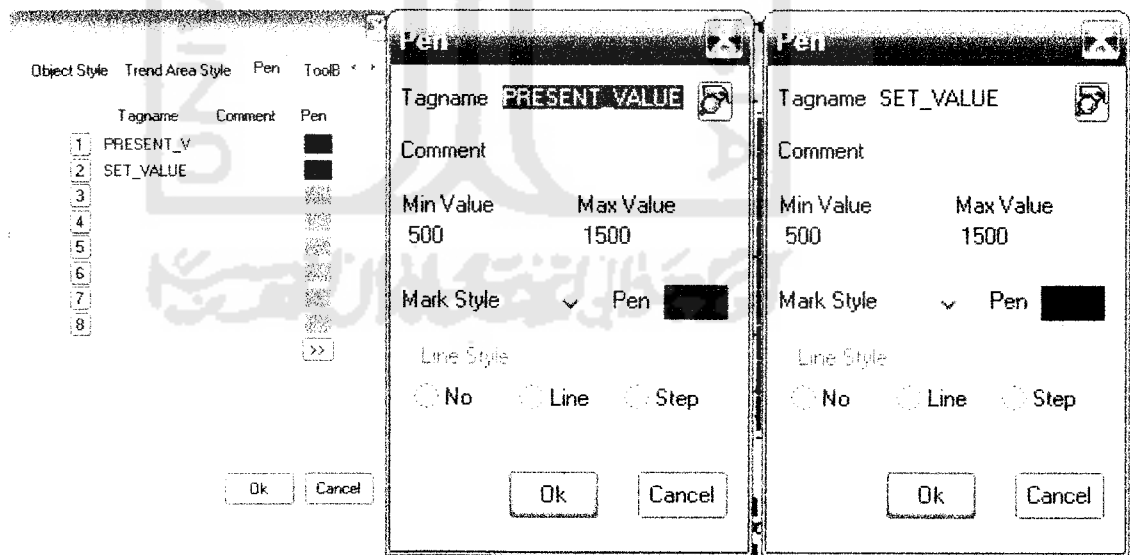 Object Style Trend Area Style Pen ToolB
Tagname Comment Pen
1 PRESENT_V
2 SET_VALUE
3
4
5
6
7
8
>>
Ok Cancel
Pen
Tagname PRESENT_VALUE
Comment
Min Value Max Value
500 1500
Mark Style Pen
Line Style
No Line Step
Ok Cancel
Pen
Tagname SET_VALUE
Comment
Min Value Max Value
500 1500
Mark Style Pen
Line Style
No Line Step
Ok Cancel